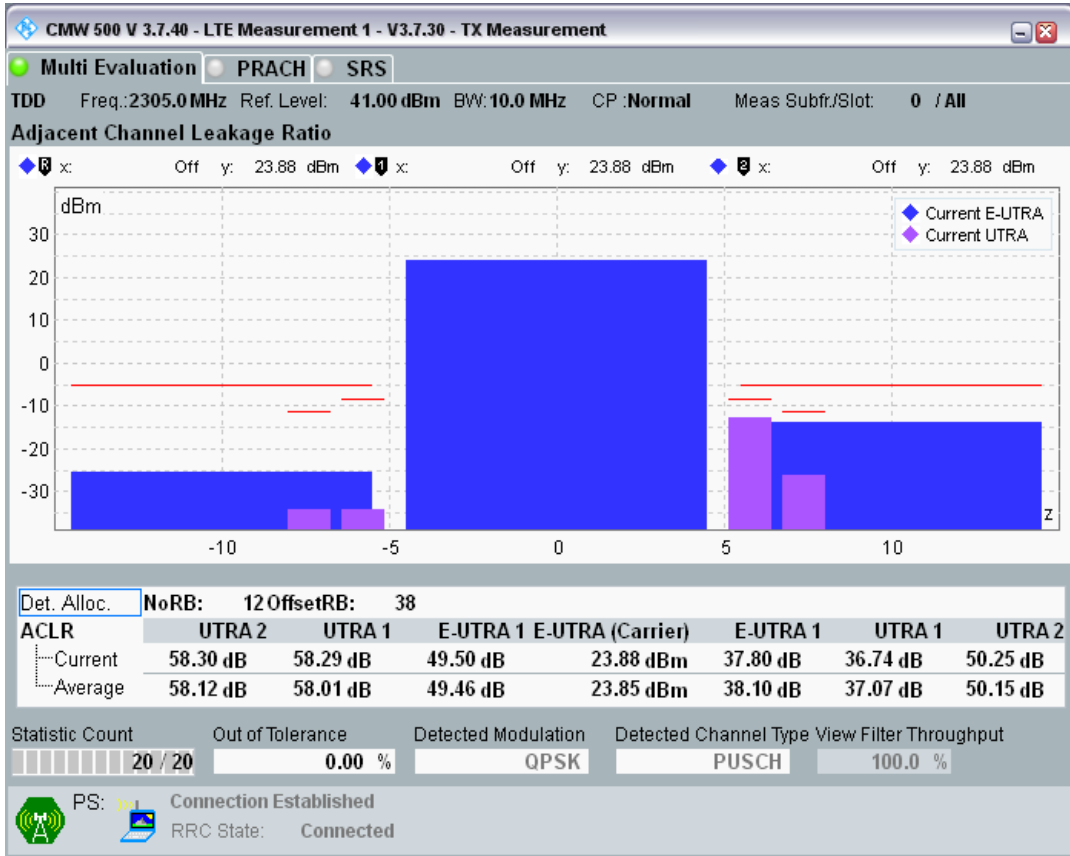 CMW 500 V 3.7.40 - LTE Measurement 1 - V3.7.30 - TX Measurement
Multi Evaluation PRACH SRS
TDD Freq.:2305.0 MHz Ref. Level: 41.00 dBm BW:10.0 MHz CP :Normal Meas Subfr./Slot: 0 / All
Adjacent Channel Leakage Ratio
R x: Off y: 23.88 dBm 1 x: Off y: 23.88 dBm 2 x: Off y: 23.88 dBm
dBm
Current E-UTRA
Current UTRA
30
20
10
0
-10
-20
-30
z
-10 -5 0 5 10
Det. Alloc. NoRB: 12 OffsetRB: 38
ACLR UTRA 2 UTRA 1 E-UTRA 1 E-UTRA (Carrier) E-UTRA 1 UTRA 1 UTRA 2
Current 58.30 dB 58.29 dB 49.50 dB 23.88 dBm 37.80 dB 36.74 dB 50.25 dB
Average 58.12 dB 58.01 dB 49.46 dB 23.85 dBm 38.10 dB 37.07 dB 50.15 dB
Statistic Count Out of Tolerance Detected Modulation Detected Channel Type View Filter Throughput
20 / 20 0.00 % QPSK PUSCH 100.0 %
PS: Connection Established
RRC State: Connected